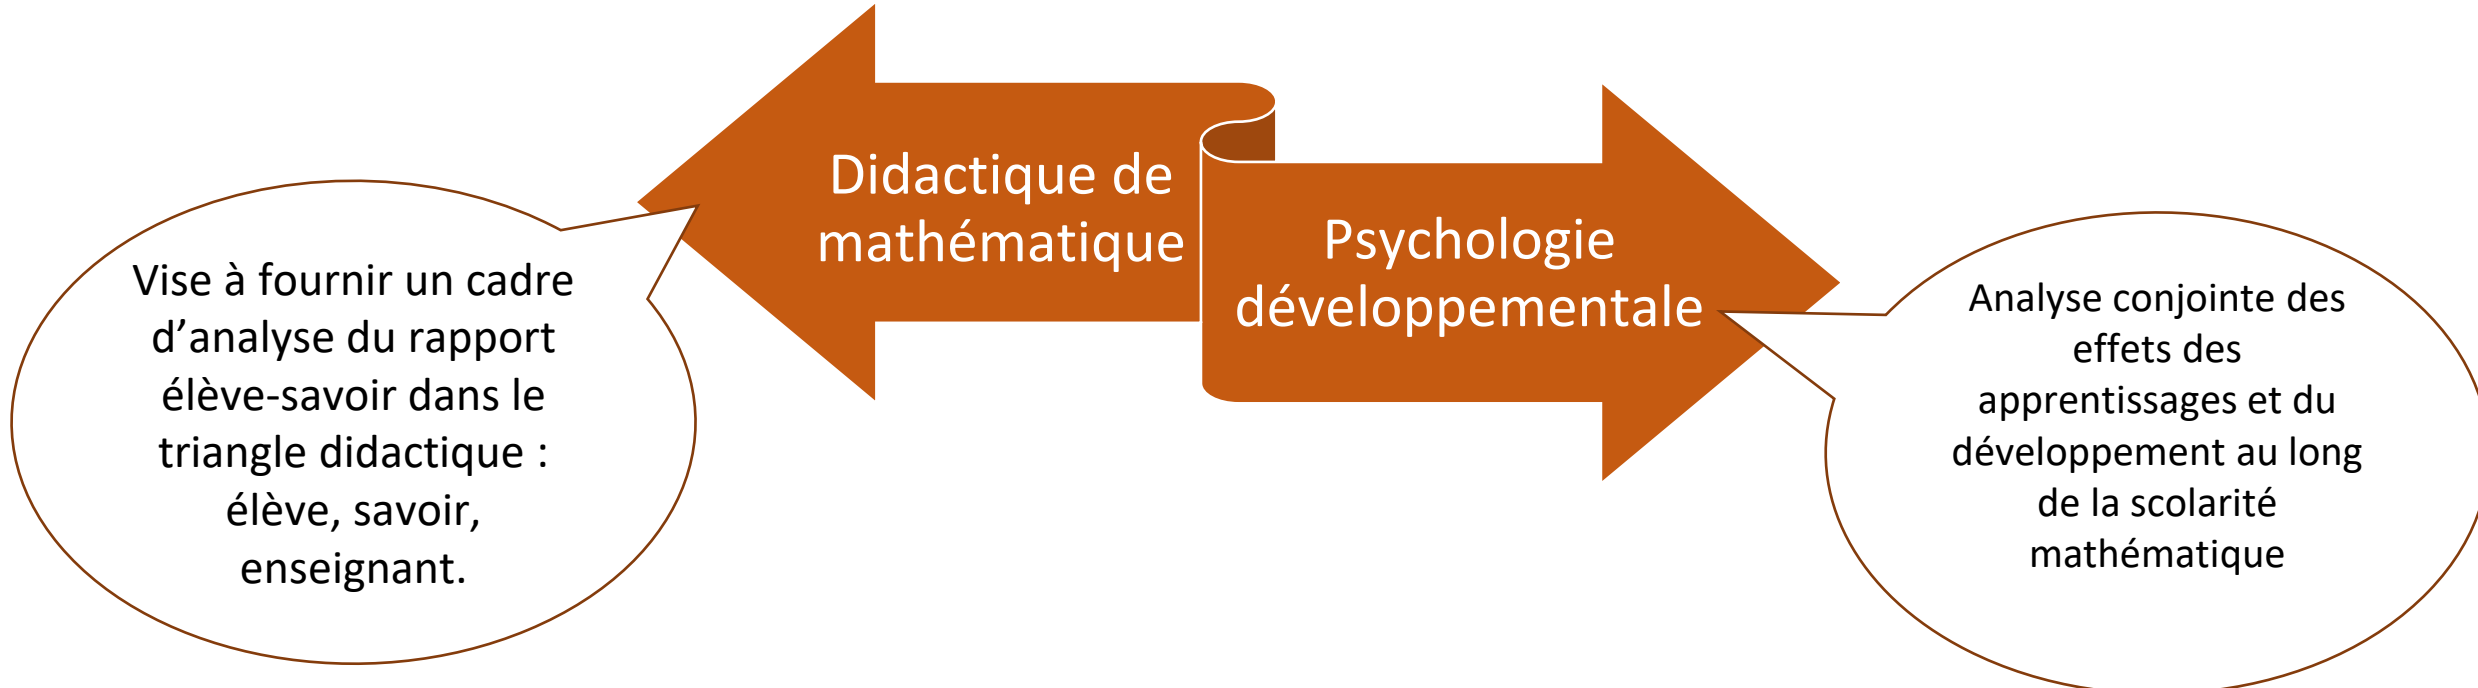 Didactique de
mathématique
Psychologie
développementale
Vise à fournir un cadre
d’analyse du rapport
élève-savoir dans le
triangle didactique :
élève, savoir,
enseignant.
Analyse conjointe des
effets des
apprentissages et du
développement au long
de la scolarité
mathématique